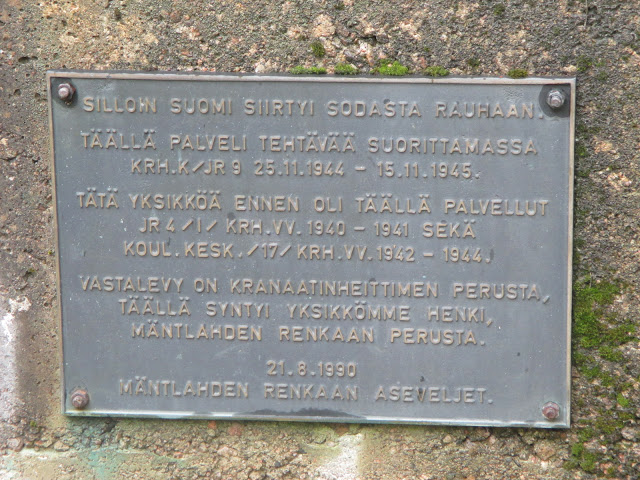 SILLOIN SUOMI SIIRTYI SODASTA RAUHAAN.
TÄÄLLÄ PALVELI TEHTÄVÄÄ SUORITTAMASSA
KRH.K/JR 9 25.11.1944 - 15.11.1945.
TÄTÄ YKSIKKÖÄ ENNEN OLI TÄÄLLÄ PALVELLUT
JR 4/I/ KRH.VV. 1940 - 1941 SEKÄ
KOUL.KESK./17/KRH.VV. 1942 - 1944.
VASTALEVY ON KRANAATINHEITTIMEN PERUSTA,
TÄÄLLÄ SYNTYI YKSIKKÖMME HENKI,
MÄNTLAHDEN RENKAAN PERUSTA.
21.8.1990
MÄNTLAHDEN RENKAAN ASEVELJET.